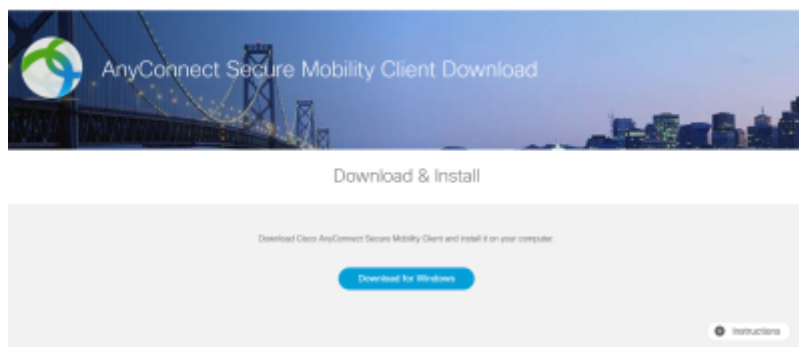 AnyConnect Secure Mobility Client Download
Download & Install
Download Cisco AnyConnect Secure Mobility Client and install it on your computer.
Download for Windows
Instructions